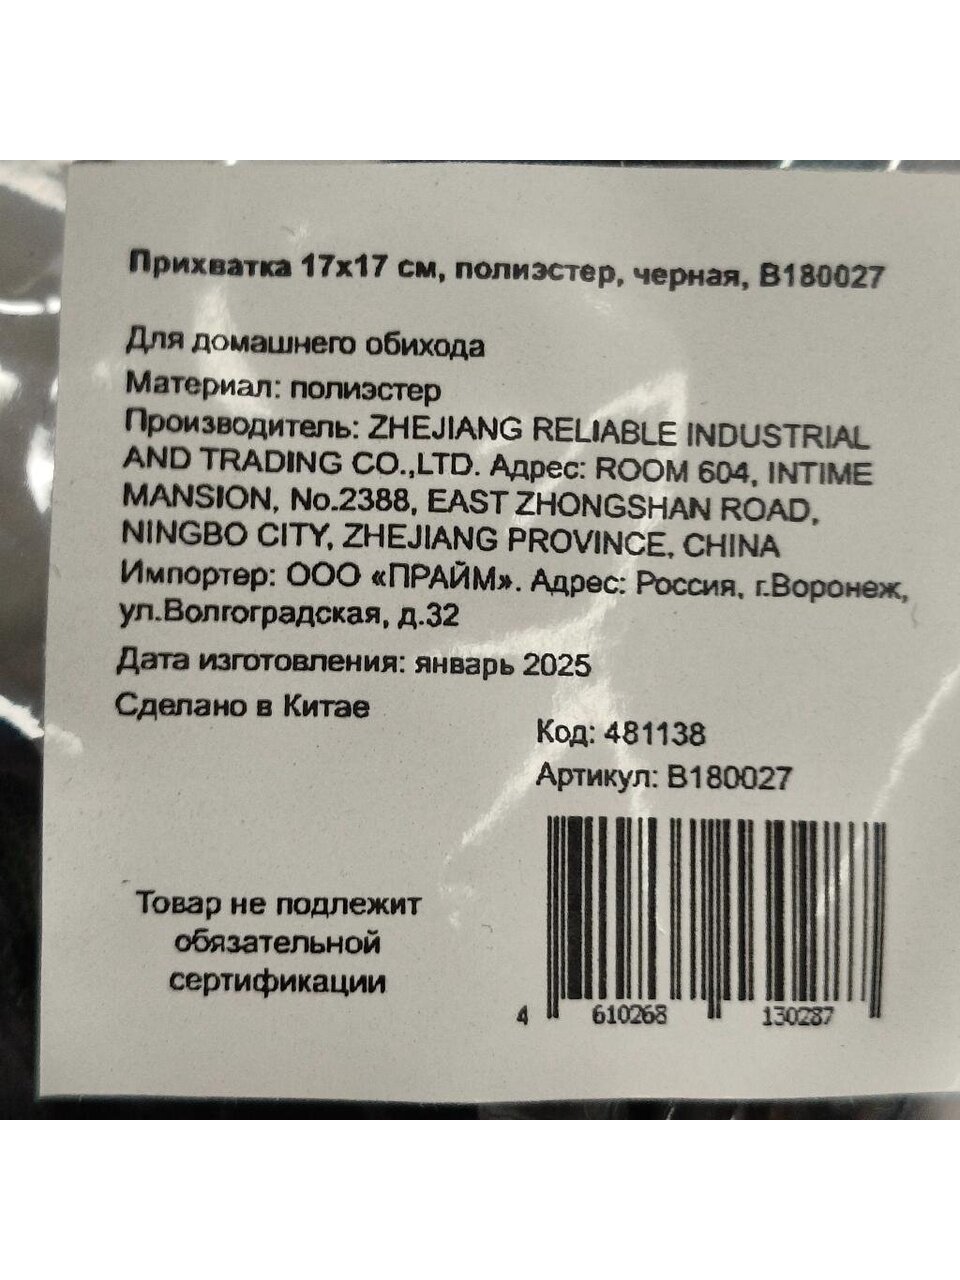 Прихватка 17x17 см, полиэстер, черная, B180027
Для домашнего обихода
Материал: полиэстер
Производитель: ZHEJIANG RELIABLE INDUSTRIAL
AND TRADING CO.,LTD. Адрес: ROOM 604, INTIME
MANSION, No.2388, EAST ZHONGSHAN ROAD,
NINGBO CITY, ZHEJIANG PROVINCE, CHINA
Импортер: ООО «ПРАЙМ». Адрес: Россия, г.Воронеж,
ул.Волгоградская, д.32
Дата изготовления: январь 2025
Сделано в Китае
Код: 481138
Артикул: B180027
Товар не подлежит
обязательной
сертификации
4 610268 130287